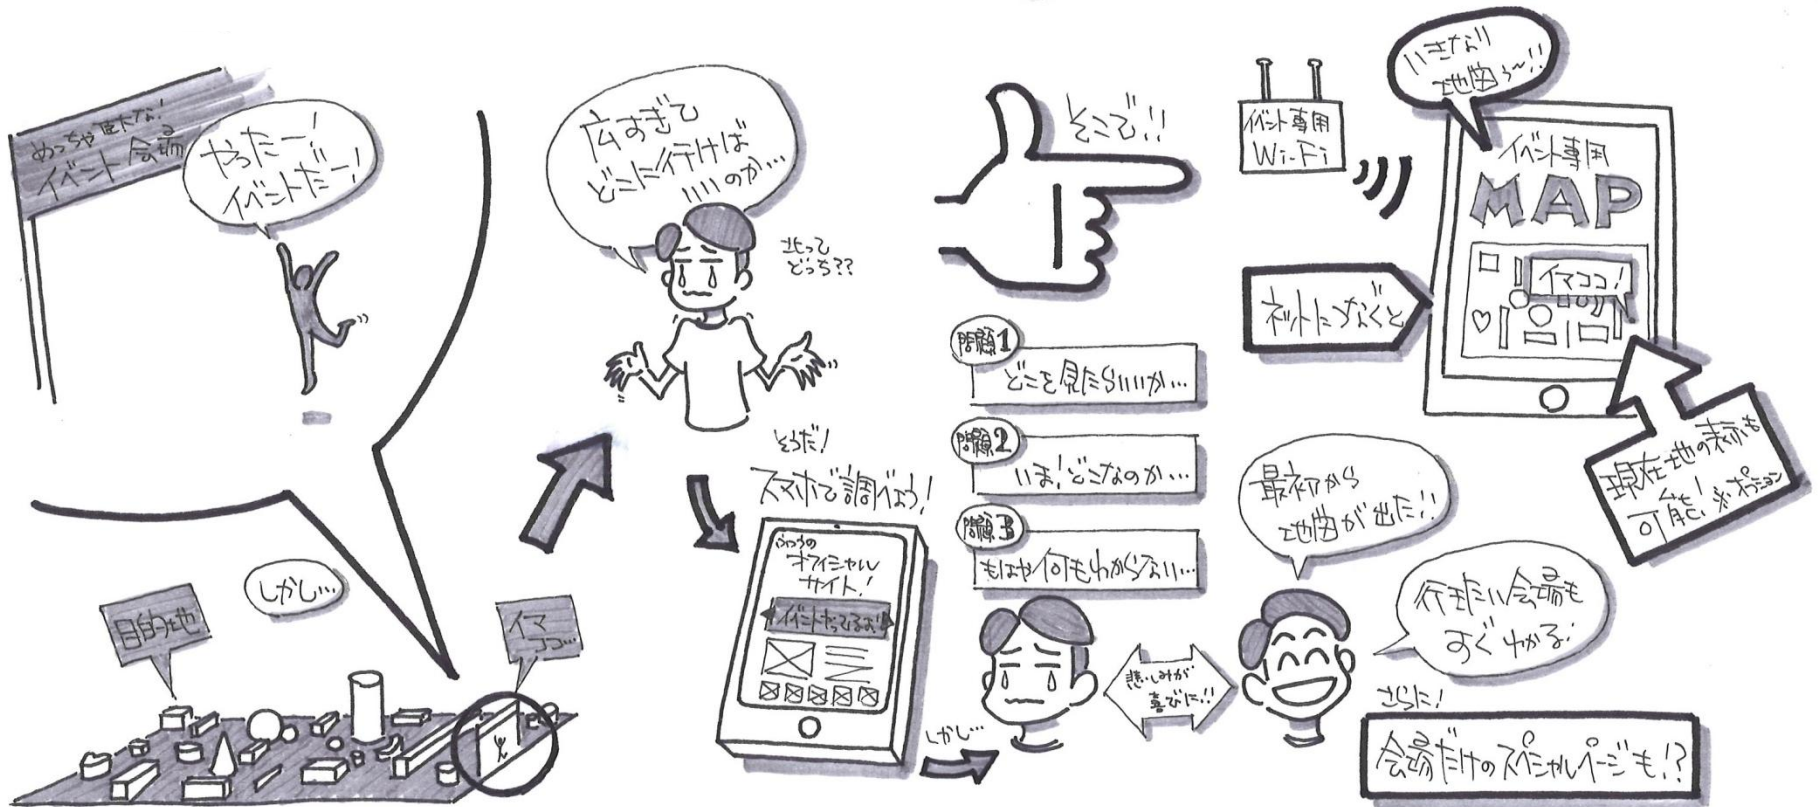 めっちゃ巨大な!
イベント会場
やったー!
イベントだー!
しかし…
目的地
イマ
ココ…
広すぎて
どこに行けば
いいのか…
北って
どっち??
そうだ!
スマホで調べよう!
ふつうの
オフィシャル
サイト!
イベントやってるよ!
しかし…
そこで!!
問題1
どこを見たらいいか…
問題2
いま!どこなのか…
問題3
もはや何もわからない…
悲しみが
喜びに!!
イベント専用
Wi-Fi
ネットにつなぐと
いきなり
地図ぅ〜!!
イベント専用
MAP
イマココ!
現在地の表示も
可能!※オプション
最初から
地図が出た!!
行きたい会場も
すぐわかる!
さらに!
会場だけのスペシャルページも!?